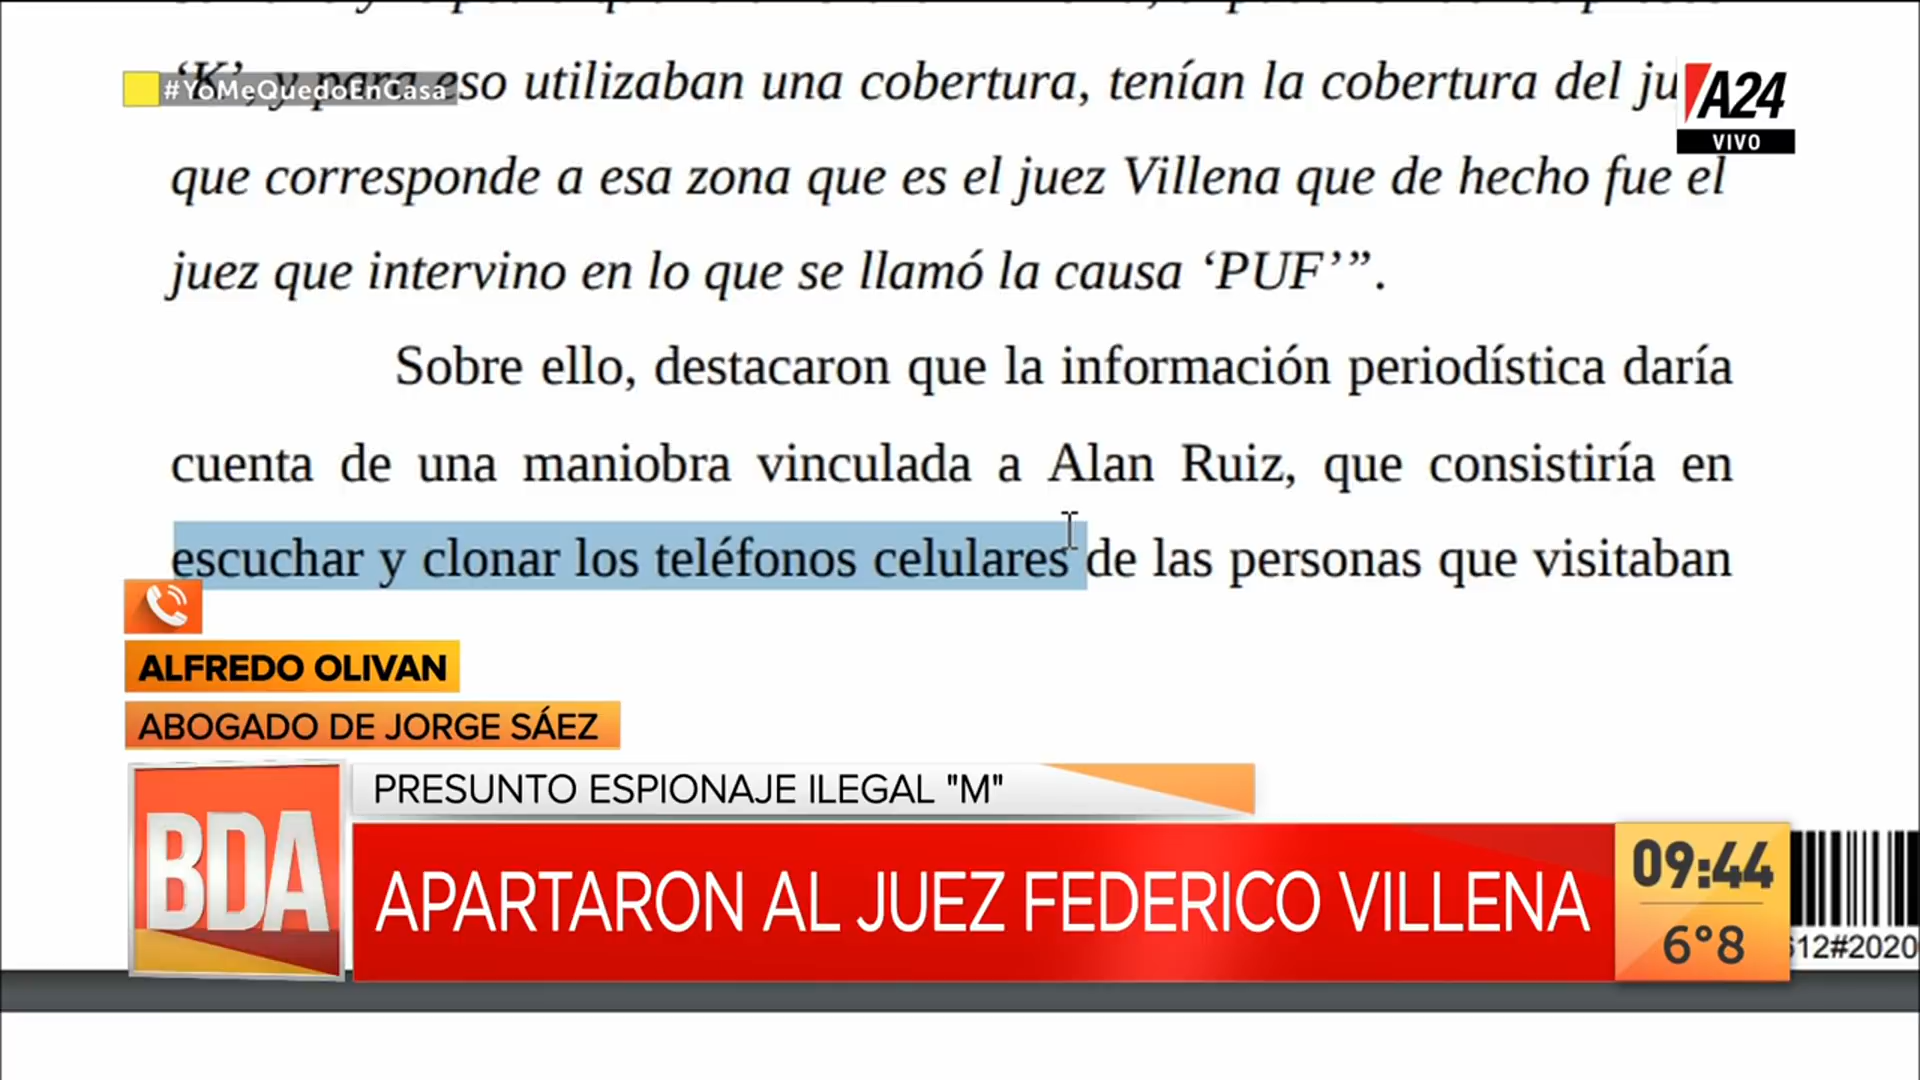 ‘K’, y para eso utilizaban una cobertura, tenían la cobertura del
#YoMeQuedoEnCasa
A24
VIVO
que corresponde a esa zona que es el juez Villena que de hecho fue el
juez que intervino en lo que se llamó la causa ‘PUF’”.
Sobre ello, destacaron que la información periodística daría
cuenta de una maniobra vinculada a Alan Ruiz, que consistiría en
escuchar y clonar los teléfonos celulares de las personas que visitaban
ALFREDO OLIVAN
ABOGADO DE JORGE SÁEZ
BDA
PRESUNTO ESPIONAJE ILEGAL "M"
APARTARON AL JUEZ FEDERICO VILLENA
09:44
6°8
12#2020